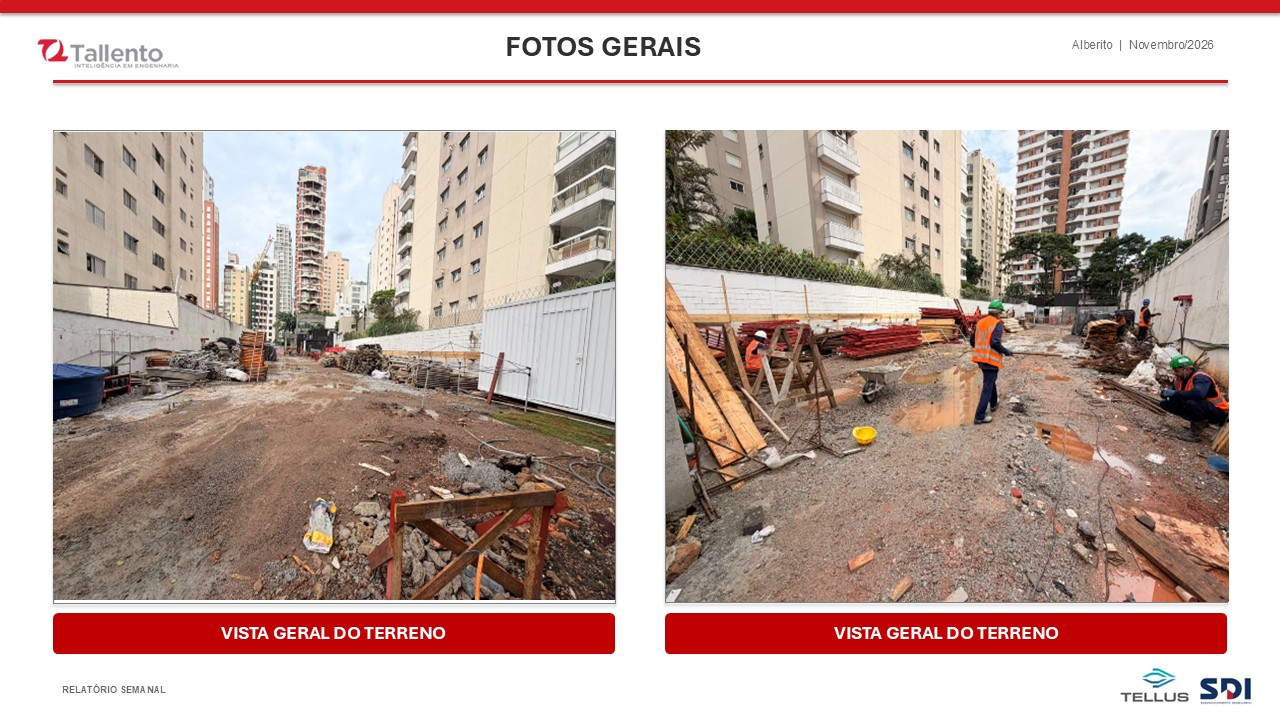 Tallento
INTELIGÊNCIA EM ENGENHARIA
FOTOS GERAIS
Alberito | Novembro/2026
VISTA GERAL DO TERRENO
VISTA GERAL DO TERRENO
RELATÓRIO SEMANAL
TELLUS
SDI